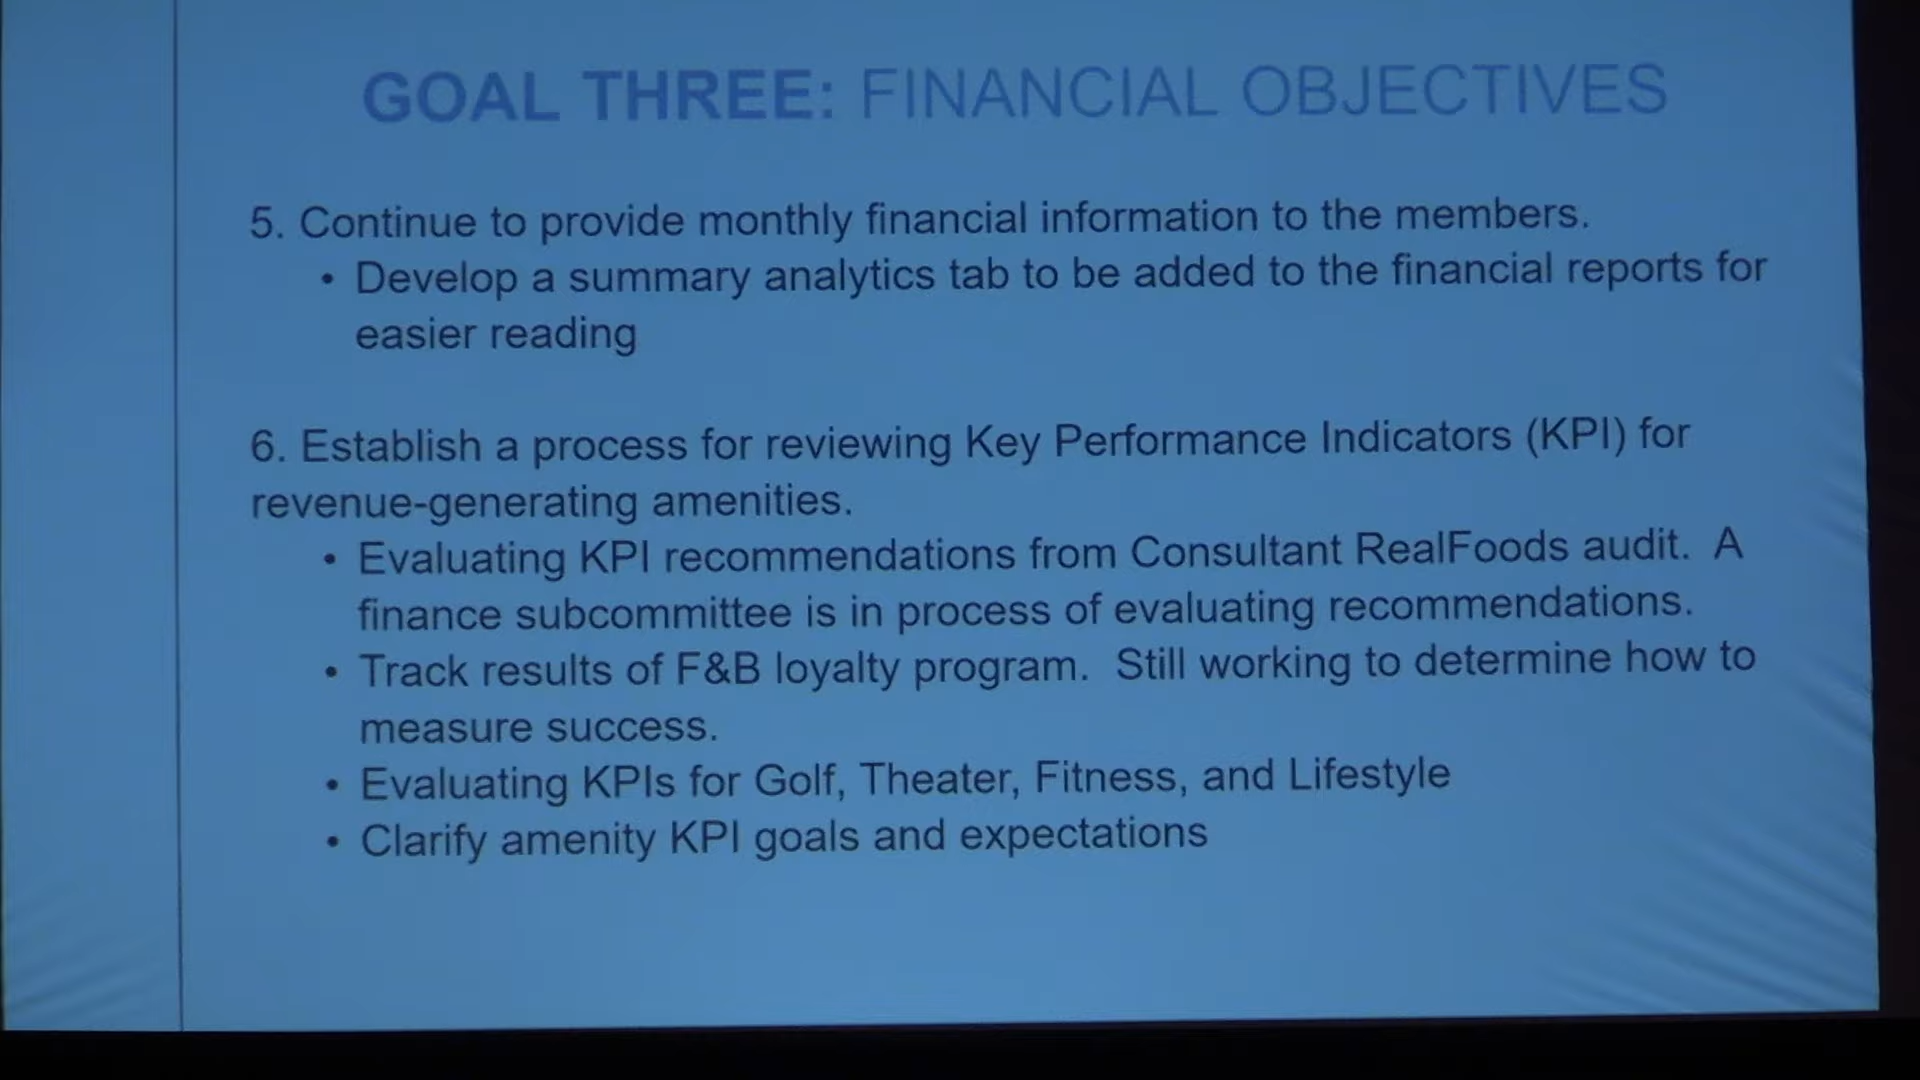 GOAL THREE: FINANCIAL OBJECTIVES
5. Continue to provide monthly financial information to the members.
• Develop a summary analytics tab to be added to the financial reports for
easier reading
6. Establish a process for reviewing Key Performance Indicators (KPI) for
revenue-generating amenities.
• Evaluating KPI recommendations from Consultant RealFoods audit.  A
finance subcommittee is in process of evaluating recommendations.
• Track results of F&B loyalty program.  Still working to determine how to
measure success.
• Evaluating KPIs for Golf, Theater, Fitness, and Lifestyle
• Clarify amenity KPI goals and expectations